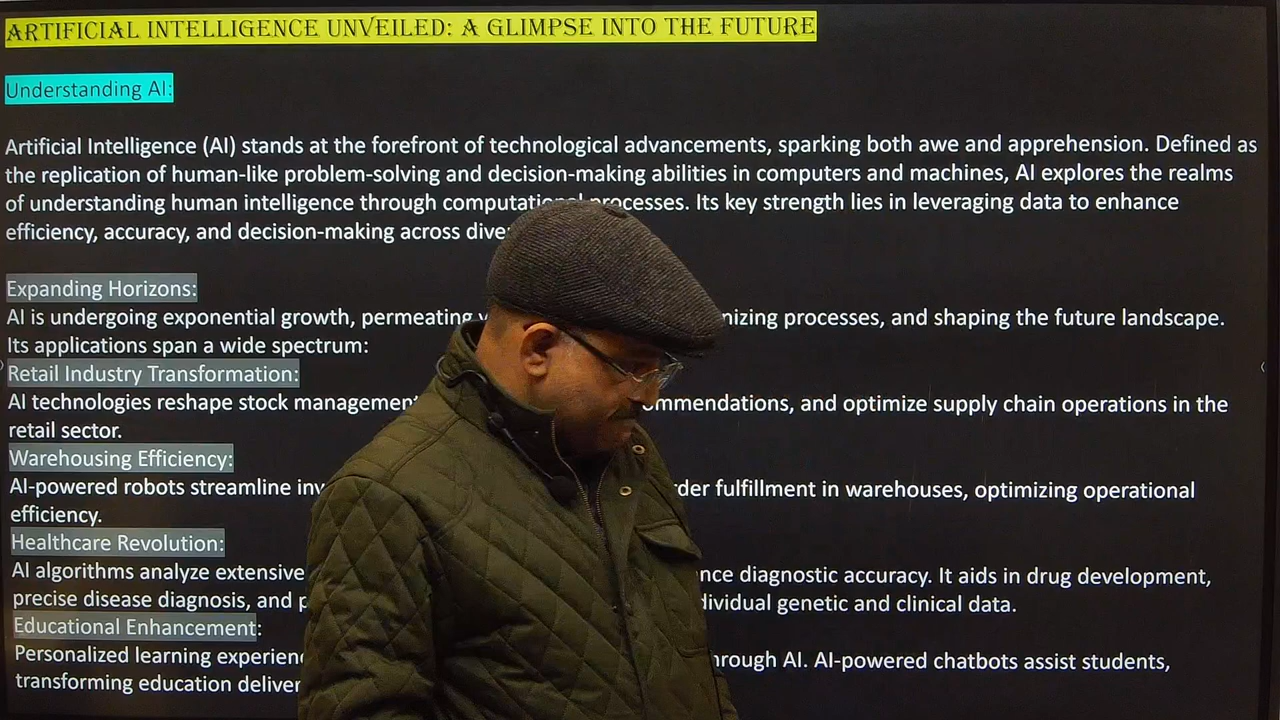 ARTIFICIAL INTELLIGENCE UNVEILED: A GLIMPSE INTO THE FUTURE
Understanding AI:
Artificial Intelligence (AI) stands at the forefront of technological advancements, sparking both awe and apprehension. Defined as
the replication of human-like problem-solving and decision-making abilities in computers and machines, AI explores the realms
of understanding human intelligence through computational processes. Its key strength lies in leveraging data to enhance
efficiency, accuracy, and decision-making across
Expanding Horizons:
AI is undergoing exponential growth, permeating processes, and shaping the future landscape.
Its applications span a wide spectrum:
Retail Industry Transformation:
AI technologies reshape stock management and optimize supply chain operations in the
retail sector.
Warehousing Efficiency:
AI-powered robots streamline fulfillment in warehouses, optimizing operational
efficiency.
Healthcare Revolution:
AI algorithms analyze extensive diagnostic accuracy. It aids in drug development,
precise disease diagnosis, and genetic and clinical data.
Educational Enhancement:
Personalized learning through AI. AI-powered chatbots assist students,
transforming education